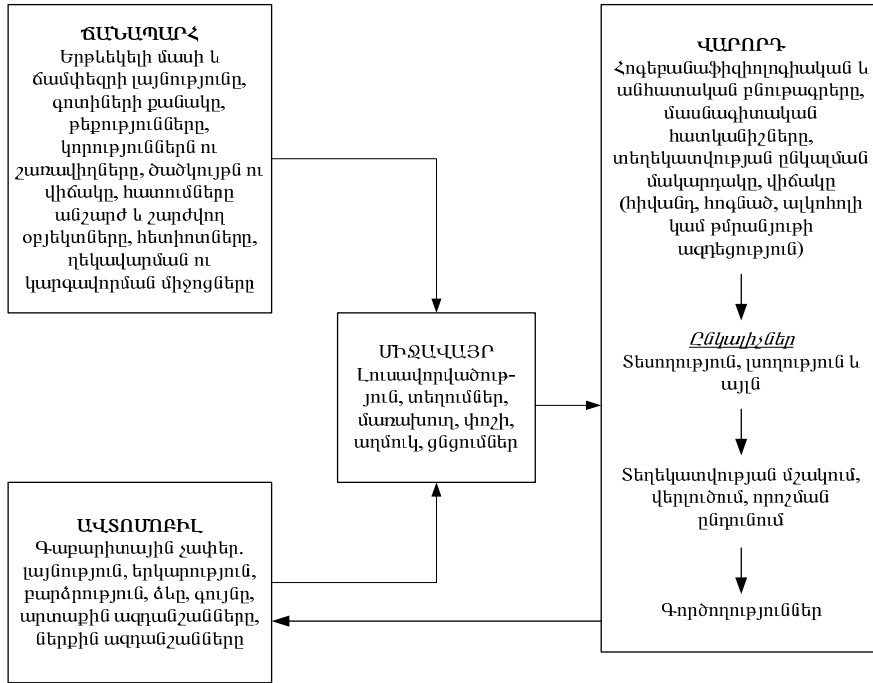 ՃԱՆԱՊԱՐՀ
Երթևեկելի մասի և
ճամփեզրի լայնությունը,
գոտիների քանակը,
թեքությունները,
կորություններն ու
շառավիղները, ծածկույթն ու
վիճակը, հատումները
անշարժ և շարժվող
օբյեկտները, հետիոտները,
ղեկավարման ու
կարգավորման միջոցները
ՄԻՋԱՎԱՅՐ
Լուսավորվածութ-
յուն, տեղումներ,
մառախուղ, փոշի,
աղմուկ, ցնցումներ
ԱՎՏՈՄՈԲԻԼ
Գաբարիտային չափեր.
լայնություն, երկարություն,
բարձրություն, ձևը, գույնը,
արտաքին ազդանշանները,
ներքին ազդանշանները
ՎԱՐՈՐԴ
Հոգեբանաֆիզիոլոգիական և
անհատական բնութագրերը,
մասնագիտական
հատկանիշները,
տեղեկատվության ընկալման
մակարդակը, վիճակը
(հիվանդ, հոգնած, ալկոհոլի
կամ թմրանյութի
ազդեցություն)
Ընկալիչներ
Տեսողություն, լսողություն և
այլն
Տեղեկատվության մշակում,
վերլուծում, որոշման
ընդունում
Գործողություններ